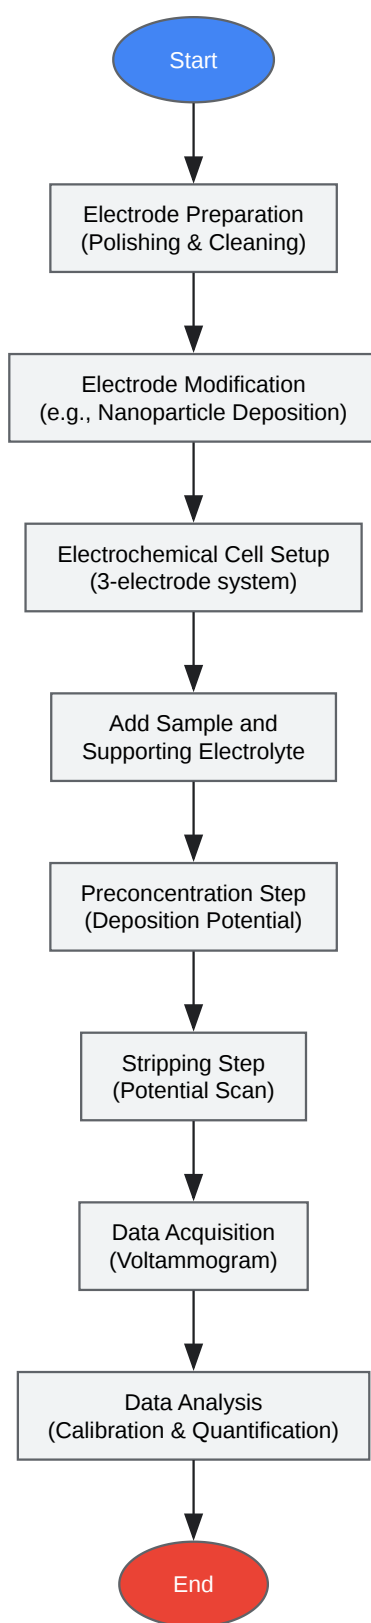 Start
Electrode Preparation
(Polishing & Cleaning)
Electrode Modification
(e.g., Nanoparticle Deposition)
Electrochemical Cell Setup
(3-electrode system)
Add Sample and
Supporting Electrolyte
Preconcentration Step
(Deposition Potential)
Stripping Step
(Potential Scan)
Data Acquisition
(Voltammogram)
Data Analysis
(Calibration & Quantification)
End